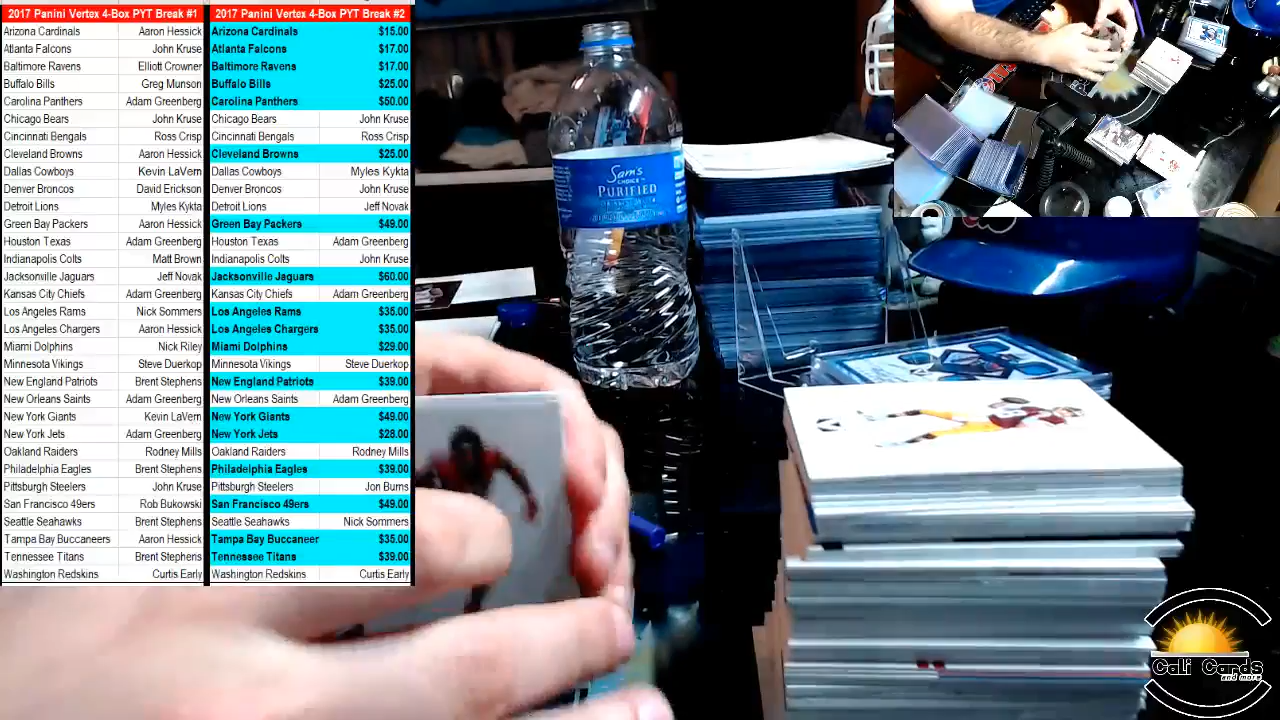 2017 Panini Vertex 4-Box PYT Break #1
Arizona Cardinals Aaron Hessick
Atlanta Falcons John Kruse
Baltimore Ravens Elliott Crowner
Buffalo Bills Greg Munson
Carolina Panthers Adam Greenberg
Chicago Bears John Kruse
Cincinnati Bengals Ross Crisp
Cleveland Browns Aaron Hessick
Dallas Cowboys Kevin LaVern
Denver Broncos David Erickson
Detroit Lions Myles Kykta
Green Bay Packers Aaron Hessick
Houston Texas Adam Greenberg
Indianapolis Colts Matt Brown
Jacksonville Jaguars Jeff Novak
Kansas City Chiefs Adam Greenberg
Los Angeles Rams Nick Sommers
Los Angeles Chargers Aaron Hessick
Miami Dolphins Nick Riley
Minnesota Vikings Steve Duerkop
New England Patriots Brent Stephens
New Orleans Saints Adam Greenberg
New York Giants Kevin LaVern
New York Jets Adam Greenberg
Oakland Raiders Rodney Mills
Philadelphia Eagles Brent Stephens
Pittsburgh Steelers John Kruse
San Francisco 49ers Rob Bukowski
Seattle Seahawks Brent Stephens
Tampa Bay Buccaneers Aaron Hessick
Tennessee Titans Brent Stephens
Washington Redskins Curtis Early
2017 Panini Vertex 4-Box PYT Break #2
Arizona Cardinals $15.00
Atlanta Falcons $17.00
Baltimore Ravens $17.00
Buffalo Bills $25.00
Carolina Panthers $50.00
Chicago Bears John Kruse
Cincinnati Bengals Ross Crisp
Cleveland Browns $25.00
Dallas Cowboys Myles Kykta
Denver Broncos John Kruse
Detroit Lions Jeff Novak
Green Bay Packers $49.00
Houston Texas Adam Greenberg
Indianapolis Colts John Kruse
Jacksonville Jaguars $60.00
Kansas City Chiefs Adam Greenberg
Los Angeles Rams $35.00
Los Angeles Chargers $35.00
Miami Dolphins $29.00
Minnesota Vikings Steve Duerkop
New England Patriots $39.00
New Orleans Saints Adam Greenberg
New York Giants $49.00
New York Jets $28.00
Oakland Raiders Rodney Mills
Philadelphia Eagles $39.00
Pittsburgh Steelers Jon Burns
San Francisco 49ers $49.00
Seattle Seahawks Nick Sommers
Tampa Bay Buccaneer $35.00
Tennessee Titans $39.00
Washington Redskins Curtis Early
Sam's
CHOICE
PURIFIED
Cali Cards
and more